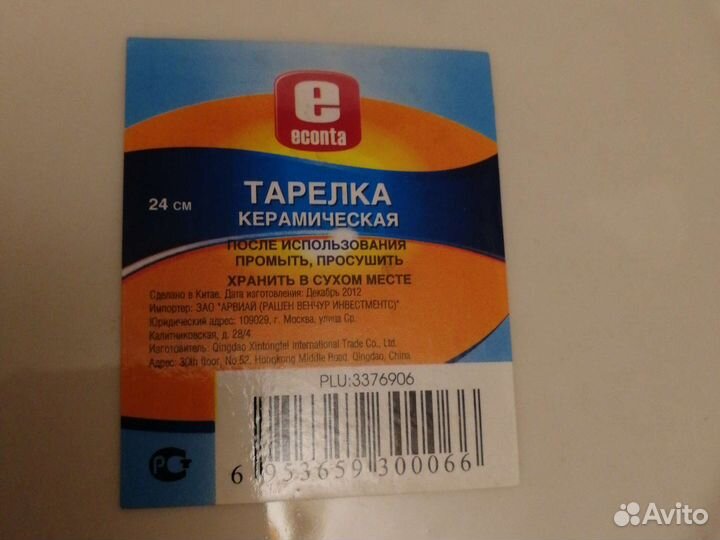 e
econta
24 см
ТАРЕЛКА
КЕРАМИЧЕСКАЯ
ПОСЛЕ ИСПОЛЬЗОВАНИЯ
ПРОМЫТЬ, ПРОСУШИТЬ
ХРАНИТЬ В СУХОМ МЕСТЕ
Сделано в Китае. Дата изготовления: Декабрь 2012
Импортер: ЗАО "АРВИАЙ (РАШЕН ВЕНЧУР ИНВЕСТМЕНТС)"
Юридический адрес: 109029, г. Москва, улица Ср.
Калитниковская, д. 28/4
Изготовитель: Qingdao Xintongfei International Trade Co., Ltd.
Адрес: 30th floor, No.52, Hongkong Middle Road, Qingdao, China
PLU:3376906
6 953659 300066
РСТ
Avito